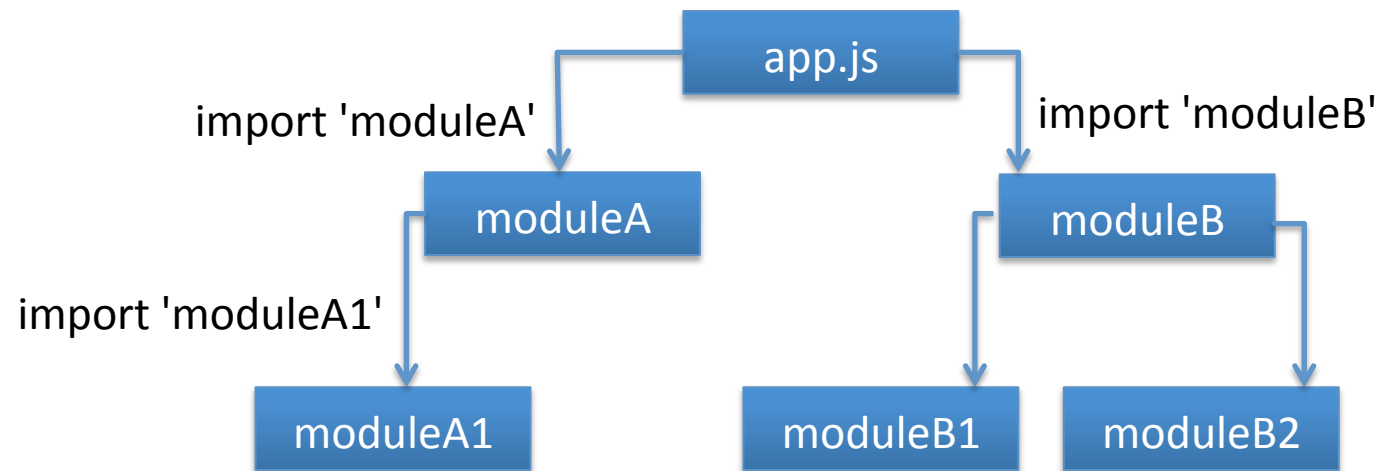 app.js
import 'moduleA'
import 'moduleB'
moduleA
moduleB
import 'moduleA1'
moduleA1
moduleB1
moduleB2